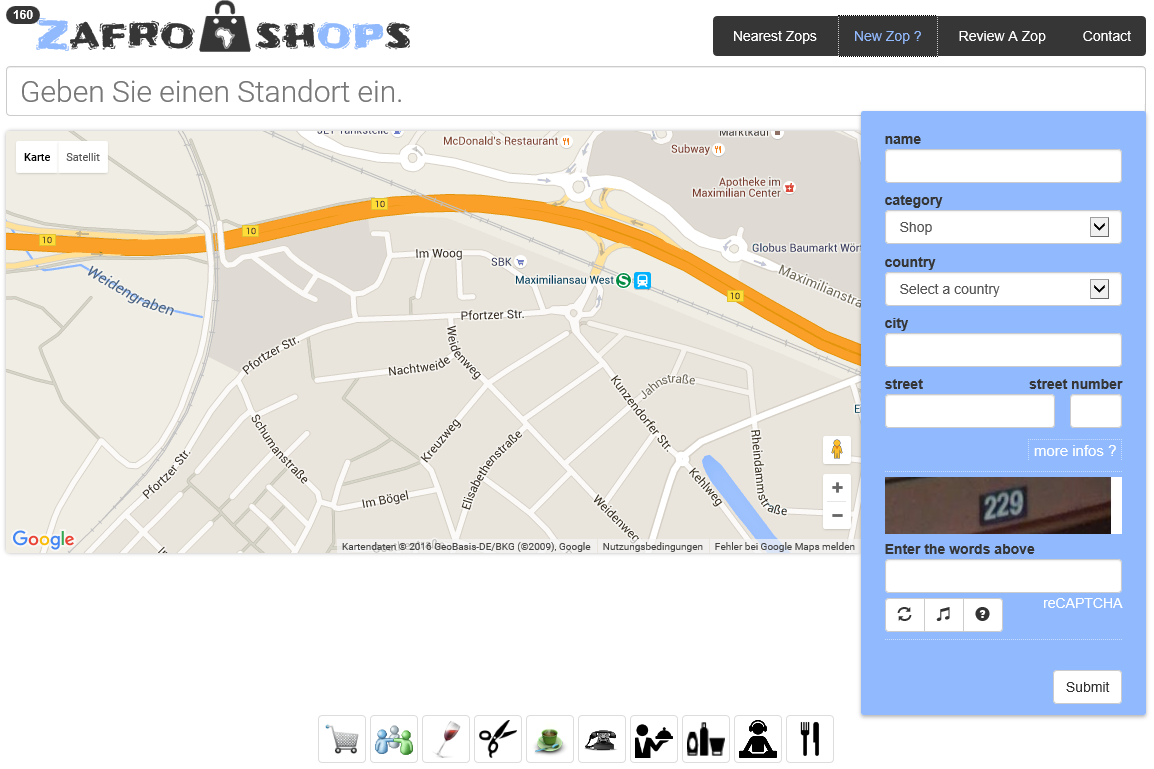 160
ZAFRO SHOPS
Nearest Zops
New Zop ?
Review A Zop
Contact
Geben Sie einen Standort ein.
Karte
Satellit
McDonald's Restaurant
Subway
Apotheke im
Maximilian Center
Globus Baumarkt Wört
Maximilianstra
10
10
10
10
Im Woog
SBK
Maximiliansau West
S
Weidengraben
Pfortzer Str.
Pfortzer Str.
Weidenweg
Nachtweide
Kunzendorfer Str.
Jahnstraße
Schumanstraße
Kreuzweg
Elisabethenstraße
Rheindammstraße
Kehlweg
Pfortzer Str.
Im Bögel
Weidenweg
Google
Kartendaten © 2016 GeoBasis-DE/BKG (©2009), Google
Nutzungsbedingungen
Fehler bei Google Maps melden
name
category
Shop
country
Select a country
city
street
street number
more infos ?
229
Enter the words above
reCAPTCHA
Submit